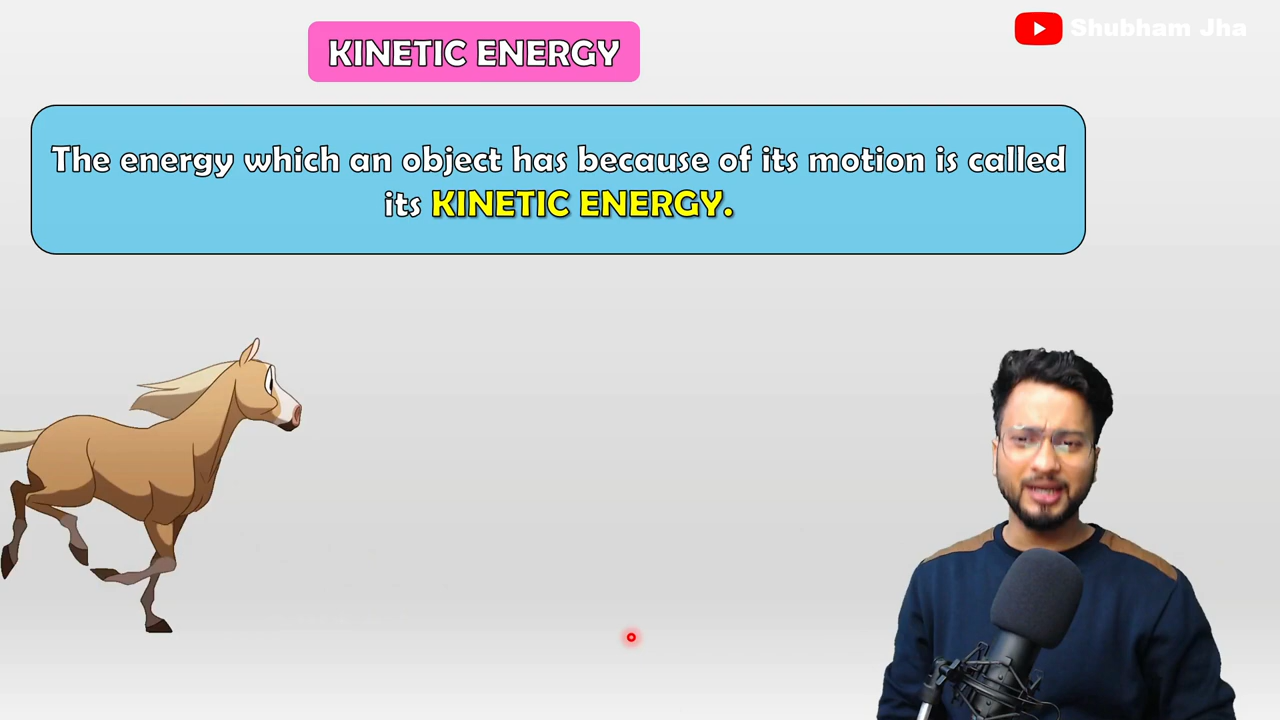 KINETIC ENERGY
Shubham Jha
The energy which an object has because of its motion is called
its KINETIC ENERGY.